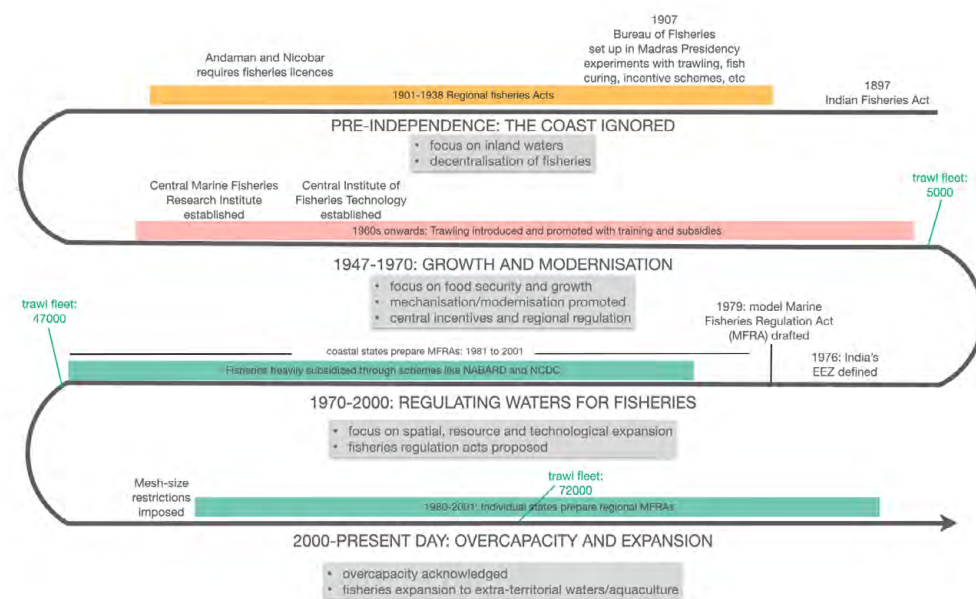 1907
Bureau of Fisheries
set up in Madras Presidency
experiments with trawling, fish
curing, incentive schemes, etc
Andaman and Nicobar
requires fisheries licences
1897
Indian Fisheries Act
1901-1938 Regional fisheries Acts
PRE-INDEPENDENCE: THE COAST IGNORED
• focus on inland waters
• decentralisation of fisheries
Central Marine Fisheries
Research Institute
established
Central Institute of
Fisheries Technology
established
trawl fleet:
5000
1960s onwards: Trawling introduced and promoted with training and subsidies
1947-1970: GROWTH AND MODERNISATION
• focus on food security and growth
• mechanisation/modernisation promoted
• central incentives and regional regulation
trawl fleet:
47000
1979: model Marine
Fisheries Regulation Act
(MFRA) drafted
coastal states prepare MFRAs: 1981 to 2001
1976: India's
EEZ defined
Fisheries heavily subsidized through schemes like NABARD and NCDC
1970-2000: REGULATING WATERS FOR FISHERIES
• focus on spatial, resource and technological expansion
• fisheries regulation acts proposed
trawl fleet:
72000
Mesh-size
restrictions
imposed
1980-2001: Individual states prepare regional MFRAs
2000-PRESENT DAY: OVERCAPACITY AND EXPANSION
• overcapacity acknowledged
• fisheries expansion to extra-territorial waters/aquaculture